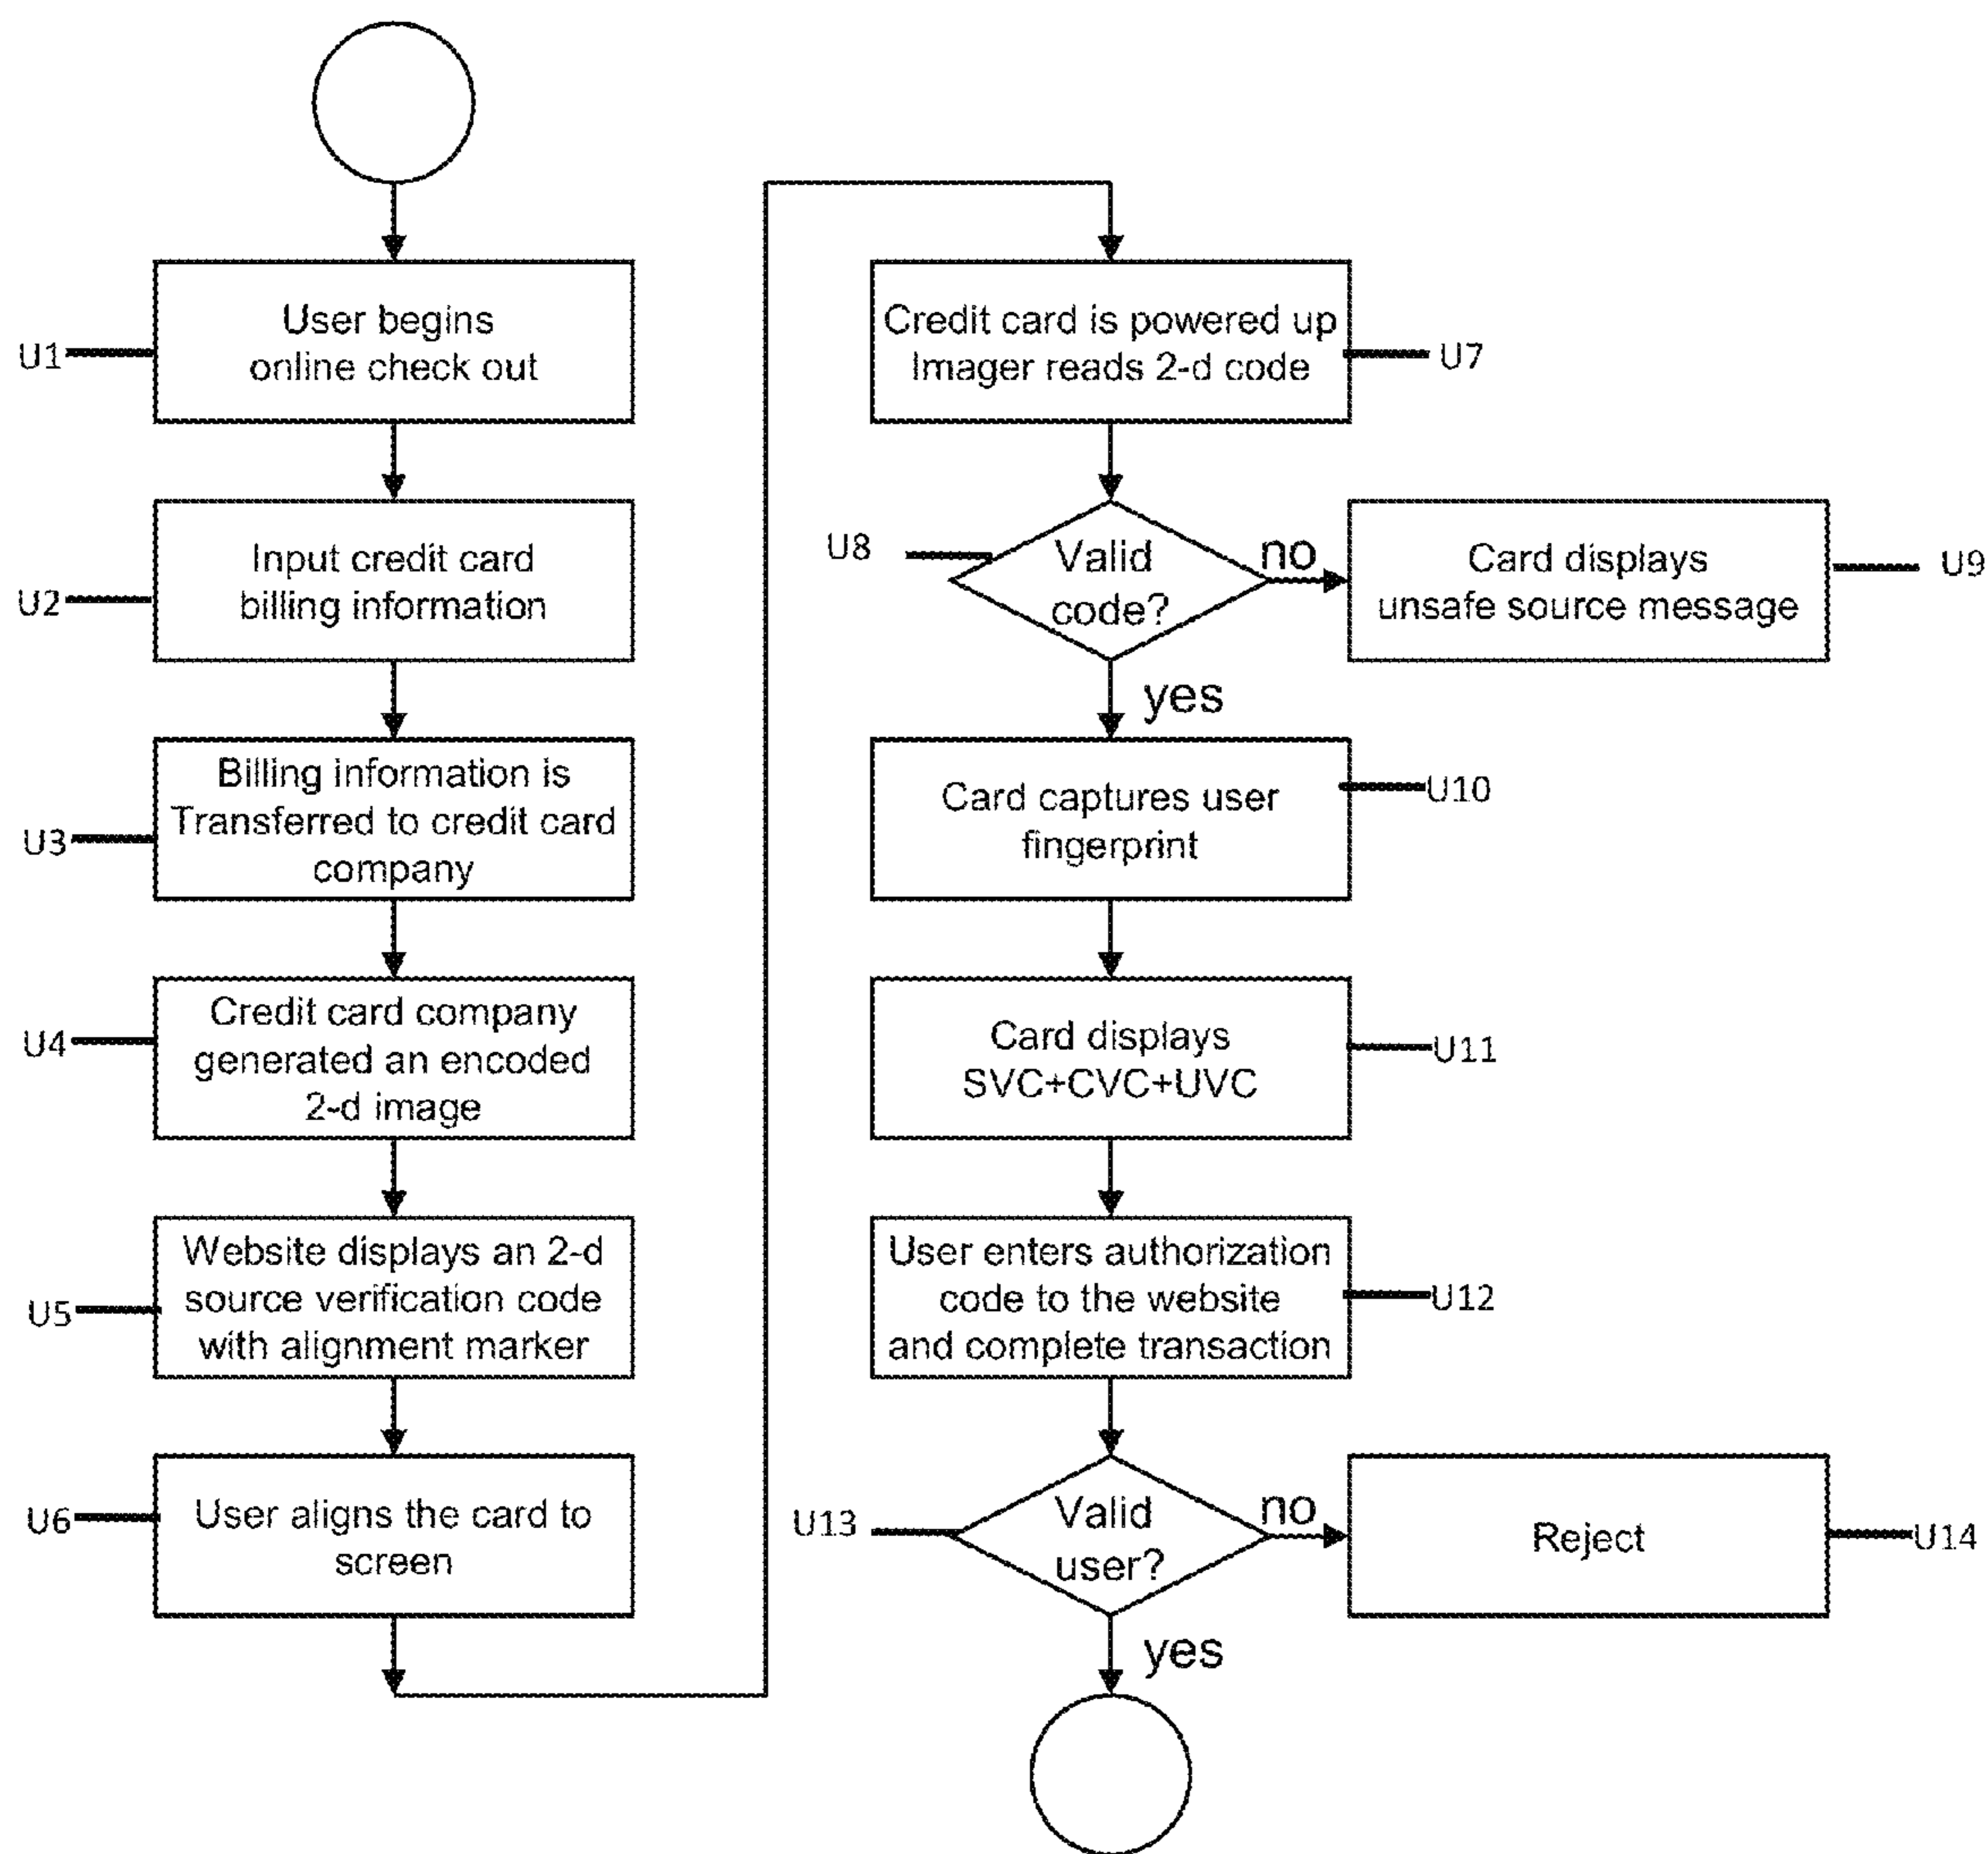 User begins
online check out
U1
Input credit card
billing information
U2
Billing information is
Transferred to credit card
company
U3
Credit card company
generated an encoded
2-d image
U4
Website displays an 2-d
source verification code
with alignment marker
U5
User aligns the card to
screen
U6
Credit card is powered up
Imager reads 2-d code
U7
U8
Valid
code?
no
Card displays
unsafe source message
U9
yes
Card captures user
fingerprint
U10
Card displays
SVC+CVC+UVC
U11
User enters authorization
code to the website
and complete transaction
U12
U13
Valid
user?
no
Reject
U14
yes